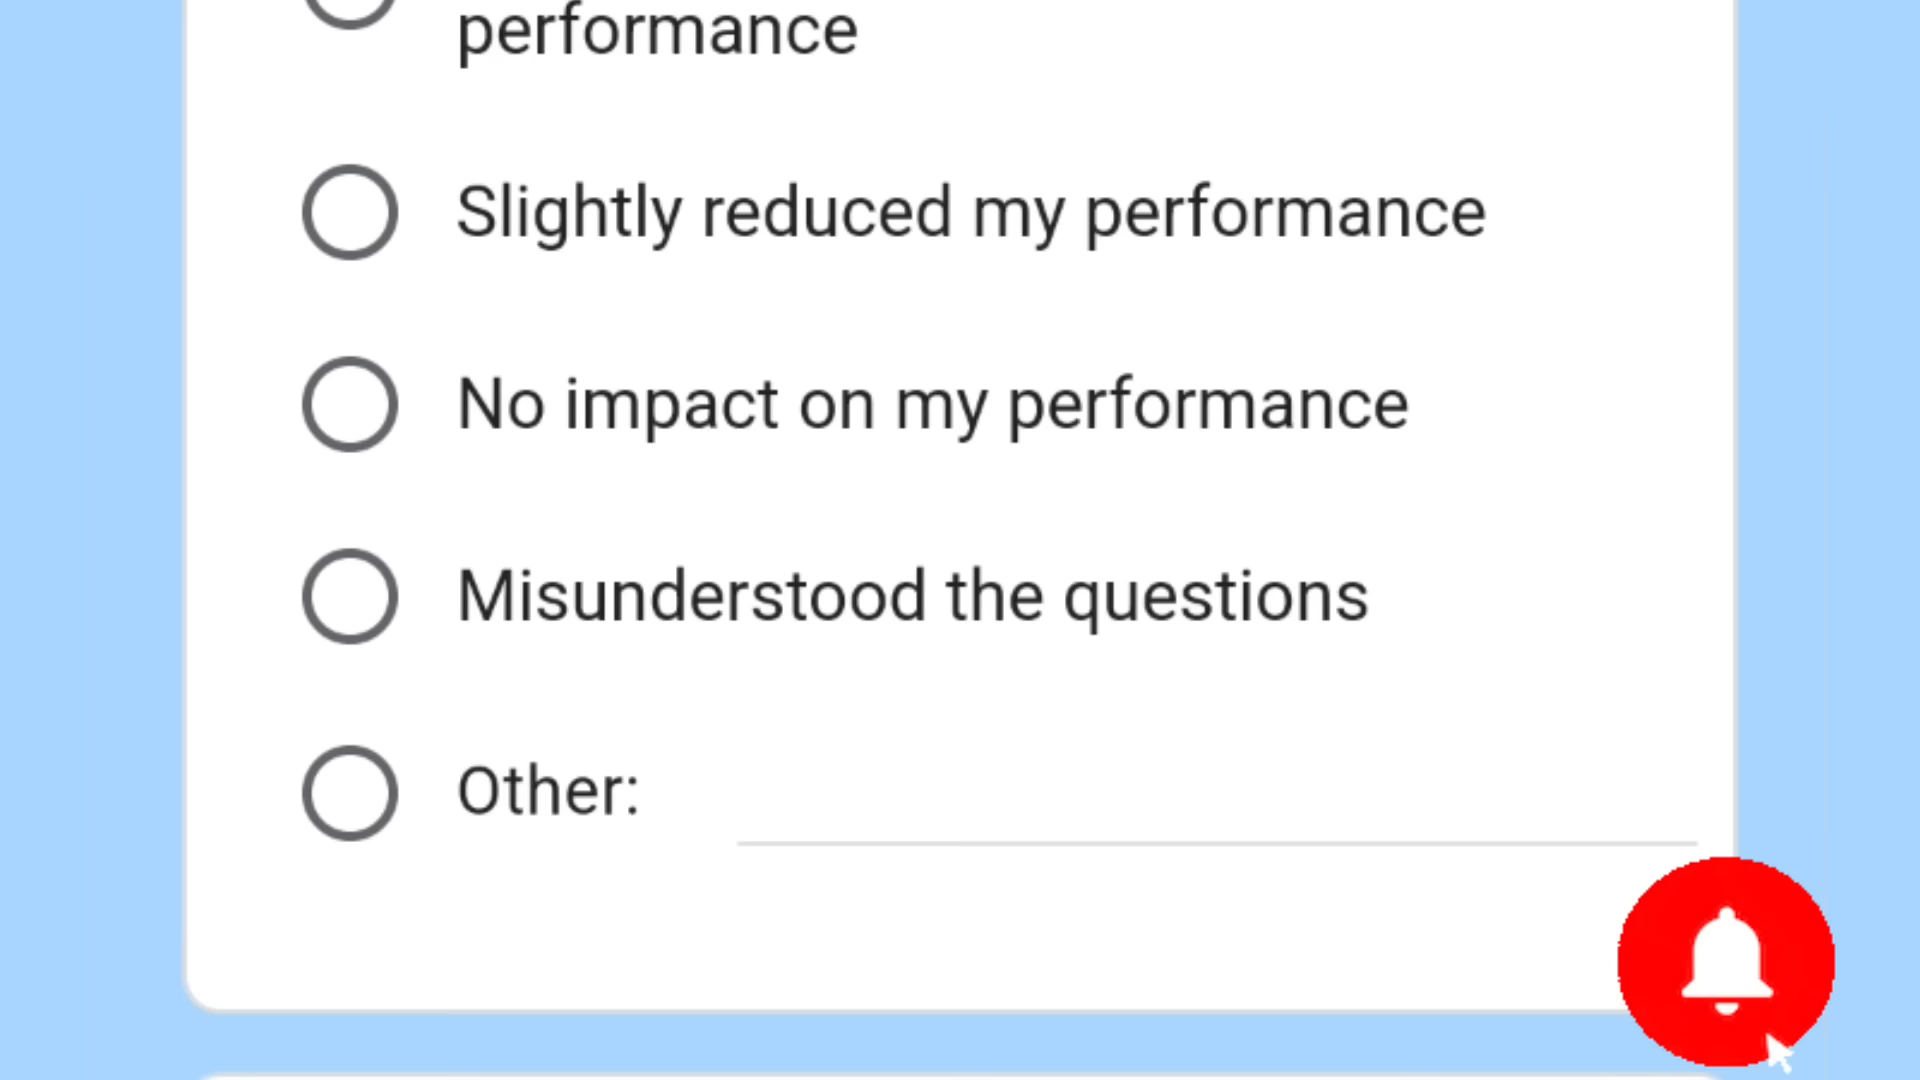 performance
Slightly reduced my performance
No impact on my performance
Misunderstood the questions
Other: